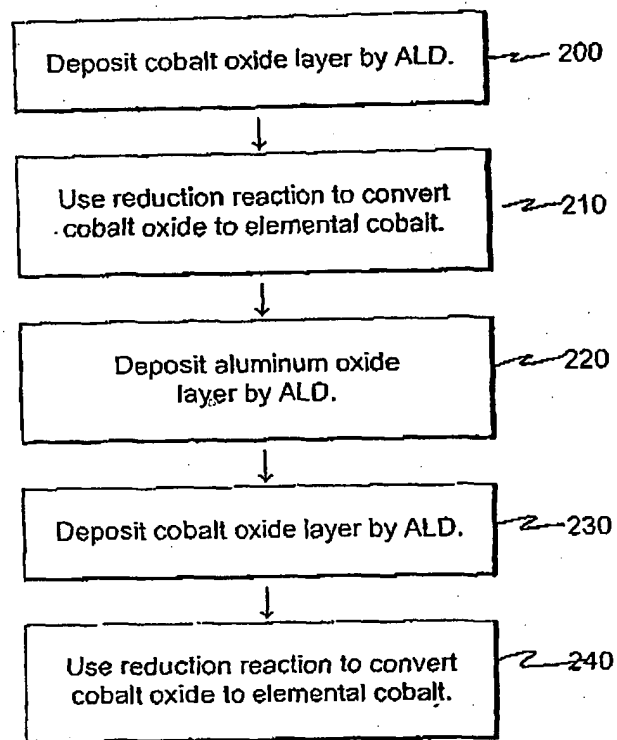 Deposit cobalt oxide layer by ALD.
200
Use reduction reaction to convert
cobalt oxide to elemental cobalt.
210
Deposit aluminum oxide
layer by ALD.
220
Deposit cobalt oxide layer by ALD.
230
Use reduction reaction to convert
cobalt oxide to elemental cobalt.
240